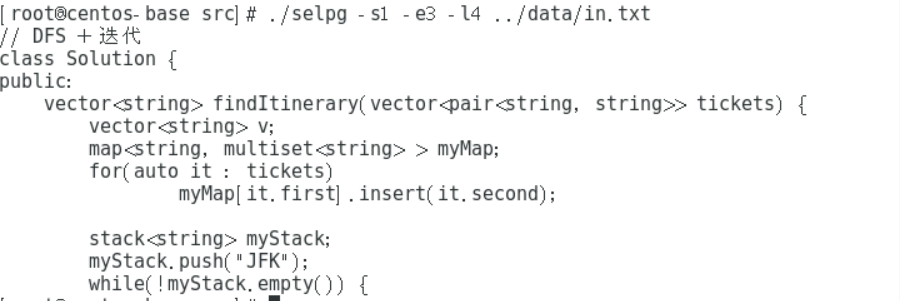 [root@centos-base src]# ./selpg -s1 -e3 -l4 ../data/in.txt
// DFS + 迭代
class Solution {
public:
    vector<string> findItinerary(vector<pair<string, string>> tickets) {
        vector<string> v;
        map<string, multiset<string> > myMap;
        for(auto it : tickets)
                myMap[it.first].insert(it.second);

        stack<string> myStack;
        myStack.push("JFK");
        while(!myStack.empty()) {